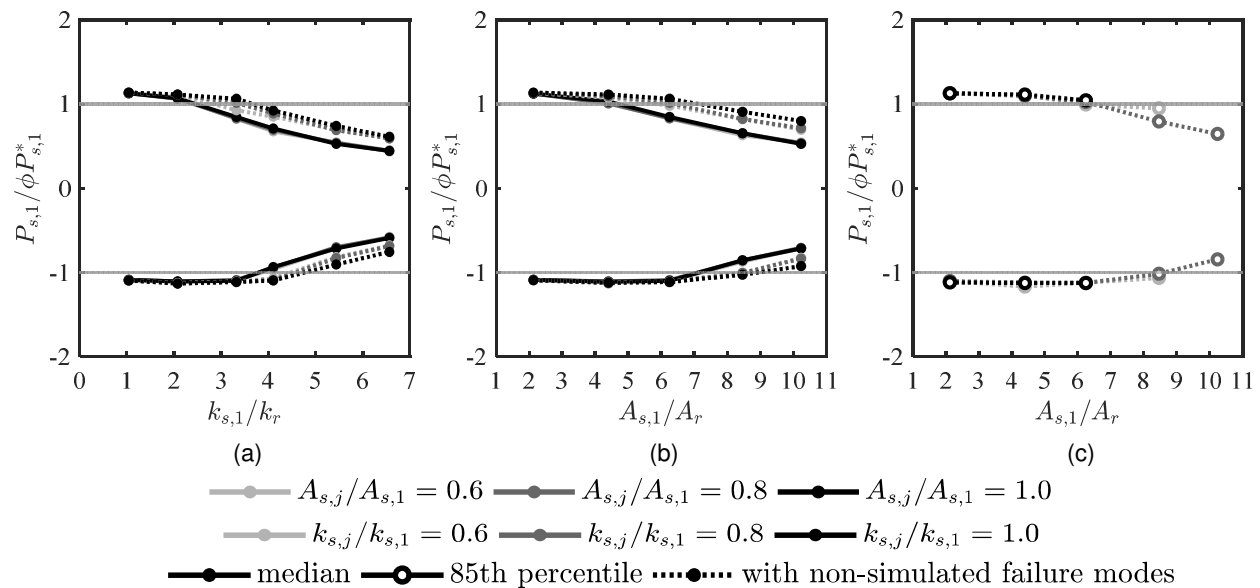 2
1
0
-1
-2
P_{s,1}/ϕP^*_{s,1}
0 1 2 3 4 5 6 7
k_{s,1}/k_r
(a)
2
1
0
-1
-2
P_{s,1}/ϕP^*_{s,1}
1 2 3 4 5 6 7 8 9 10 11
A_{s,1}/A_r
(b)
2
1
0
-1
-2
P_{s,1}/ϕP^*_{s,1}
1 2 3 4 5 6 7 8 9 10 11
A_{s,1}/A_r
(c)
A_{s,j}/A_{s,1} = 0.6 A_{s,j}/A_{s,1} = 0.8 A_{s,j}/A_{s,1} = 1.0
k_{s,j}/k_{s,1} = 0.6 k_{s,j}/k_{s,1} = 0.8 k_{s,j}/k_{s,1} = 1.0
median 85th percentile with non-simulated failure modes